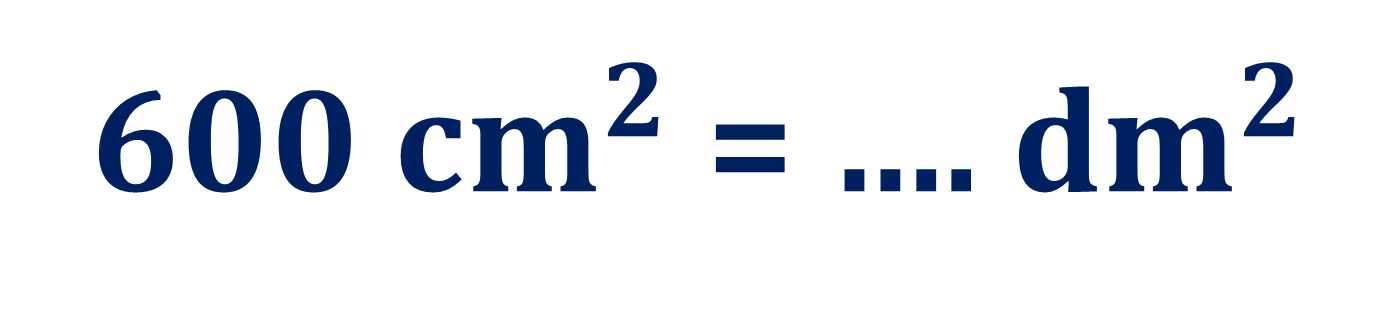 600 cm² = .... dm²